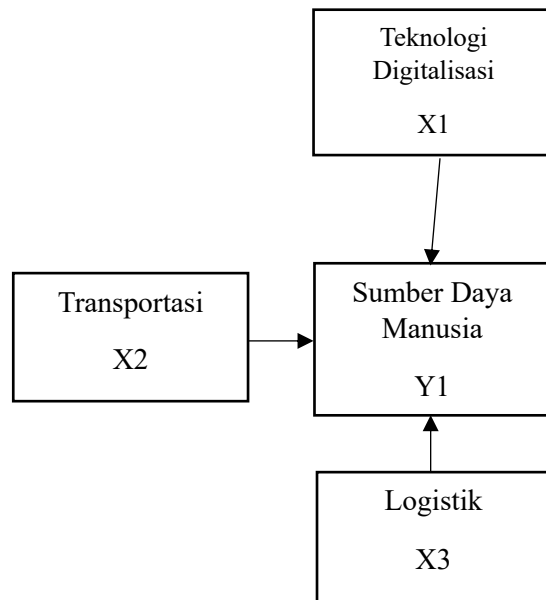 Teknologi
Digitalisasi
X1
Transportasi
X2
Sumber Daya
Manusia
Y1
Logistik
X3